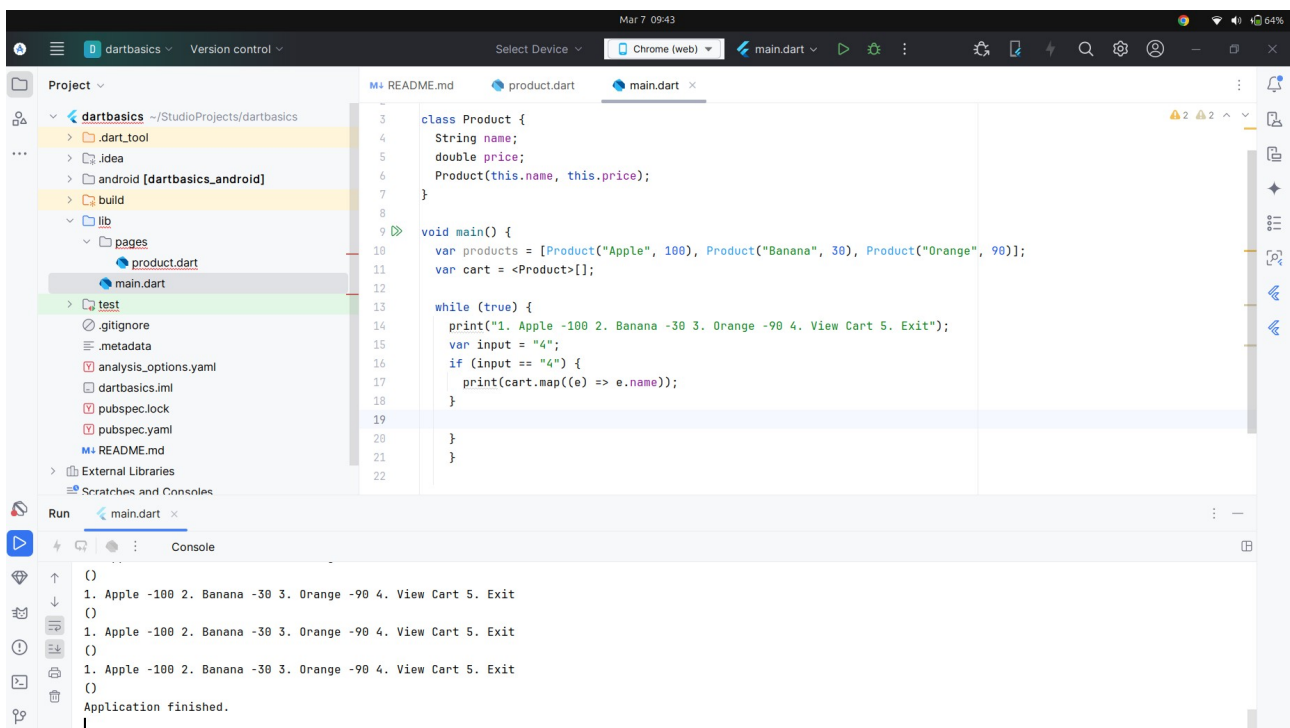 Mar 7 09:43
64%
D dartbasics Version control Select Device Chrome (web) main.dart
Project
README.md product.dart main.dart
dartbasics ~/StudioProjects/dartbasics
.dart_tool
.idea
android [dartbasics_android]
build
lib
pages
product.dart
main.dart
test
.gitignore
.metadata
analysis_options.yaml
dartbasics.iml
pubspec.lock
pubspec.yaml
README.md
External Libraries
Scratches and Consoles
2 2
3 class Product {
4 String name;
5 double price;
6 Product(this.name, this.price);
7 }
8
9 void main() {
10 var products = [Product("Apple", 100), Product("Banana", 30), Product("Orange", 90)];
11 var cart = <Product>[];
12
13 while (true) {
14 print("1. Apple -100 2. Banana -30 3. Orange -90 4. View Cart 5. Exit");
15 var input = "4";
16 if (input == "4") {
17 print(cart.map((e) => e.name));
18 }
19
20 }
21 }
22
Run main.dart
Console
()
1. Apple -100 2. Banana -30 3. Orange -90 4. View Cart 5. Exit
()
1. Apple -100 2. Banana -30 3. Orange -90 4. View Cart 5. Exit
()
1. Apple -100 2. Banana -30 3. Orange -90 4. View Cart 5. Exit
()
Application finished.